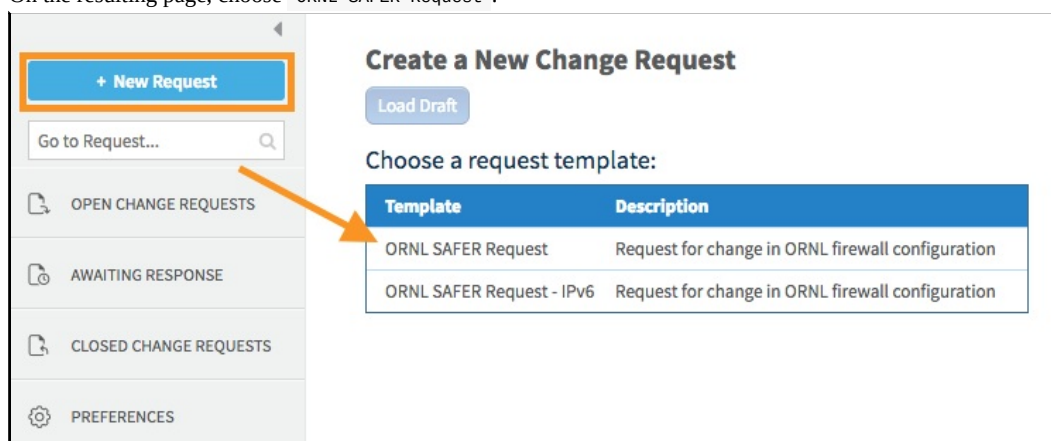 On the resulting page, choose ORNL SAFER Request .
+ New Request
Go to Request...
OPEN CHANGE REQUESTS
AWAITING RESPONSE
CLOSED CHANGE REQUESTS
PREFERENCES
Create a New Change Request
Load Draft
Choose a request template:
Template Description
ORNL SAFER Request Request for change in ORNL firewall configuration
ORNL SAFER Request - IPv6 Request for change in ORNL firewall configuration